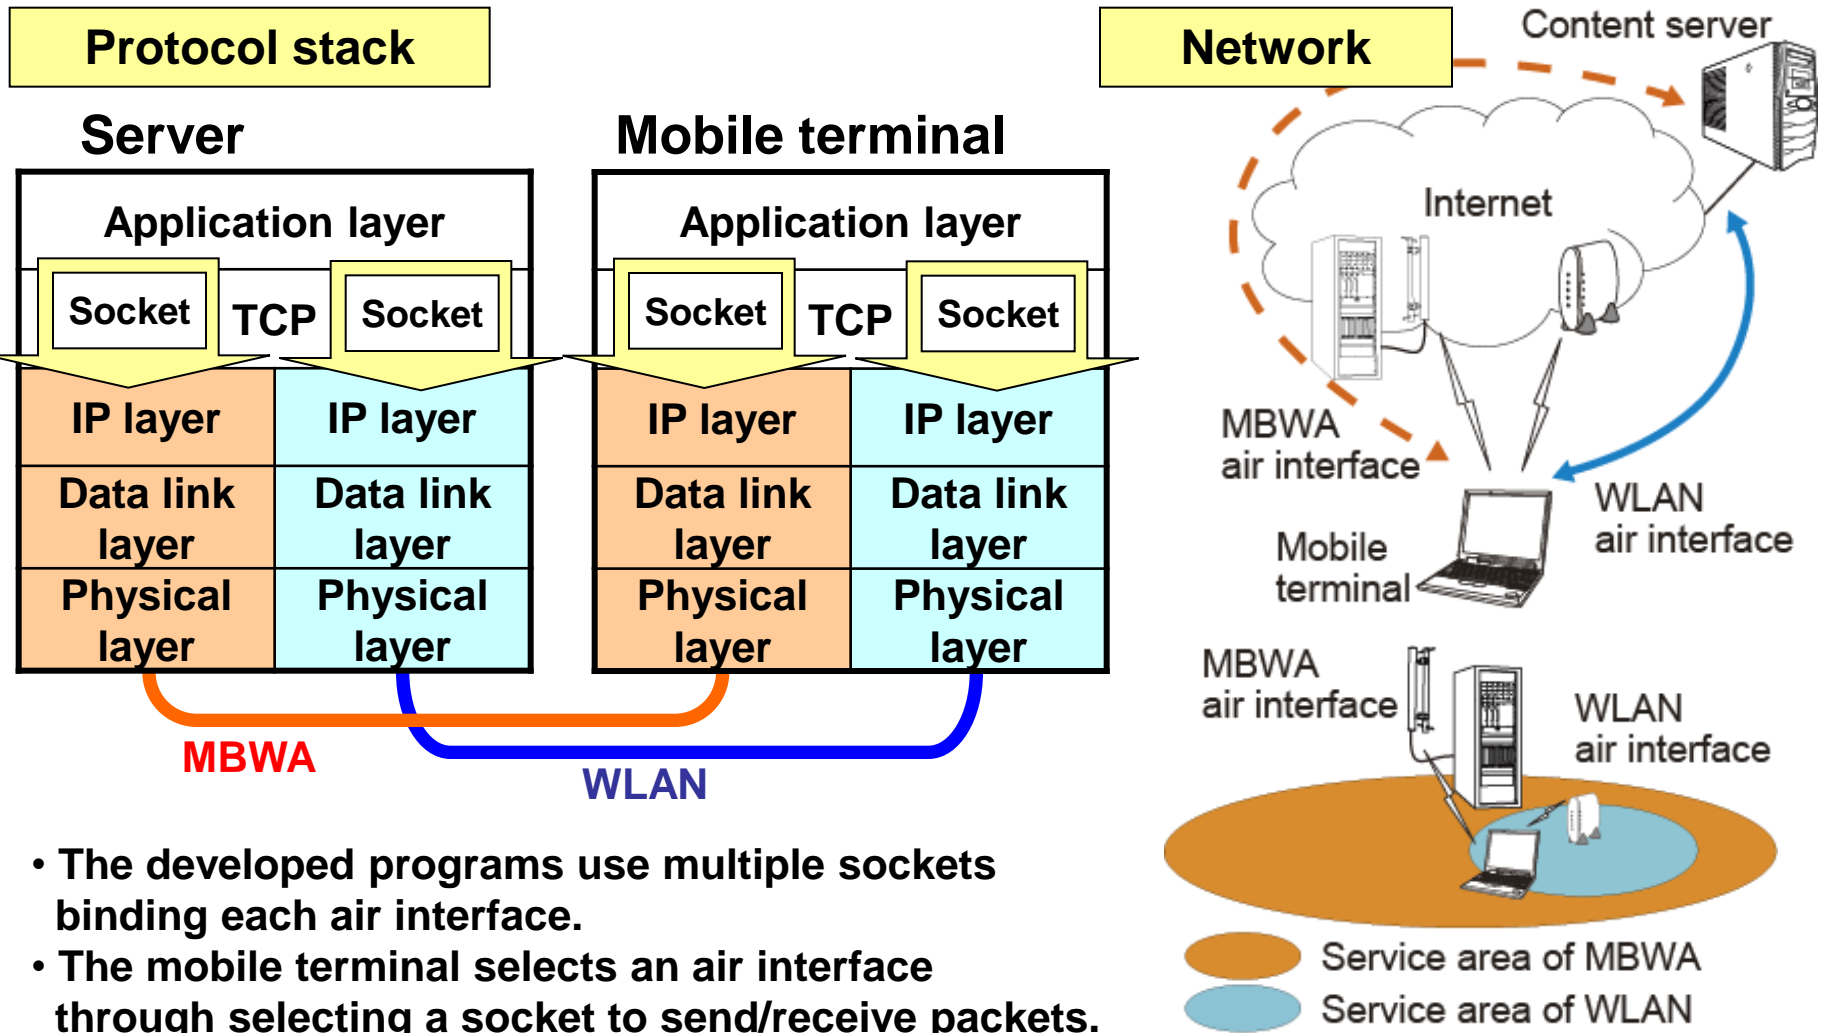 Protocol stack
Server
Mobile terminal
Application layer
Socket
TCP
Socket
IP layer
IP layer
Data link
layer
Data link
layer
Physical
layer
Physical
layer
Application layer
Socket
TCP
Socket
IP layer
IP layer
Data link
layer
Data link
layer
Physical
layer
Physical
layer
MBWA
WLAN
• The developed programs use multiple sockets
binding each air interface.
• The mobile terminal selects an air interface
through selecting a socket to send/receive packets.
Network
Content server
Internet
MBWA
air interface
WLAN
air interface
Mobile
terminal
MBWA
air interface
WLAN
air interface
Service area of MBWA
Service area of WLAN